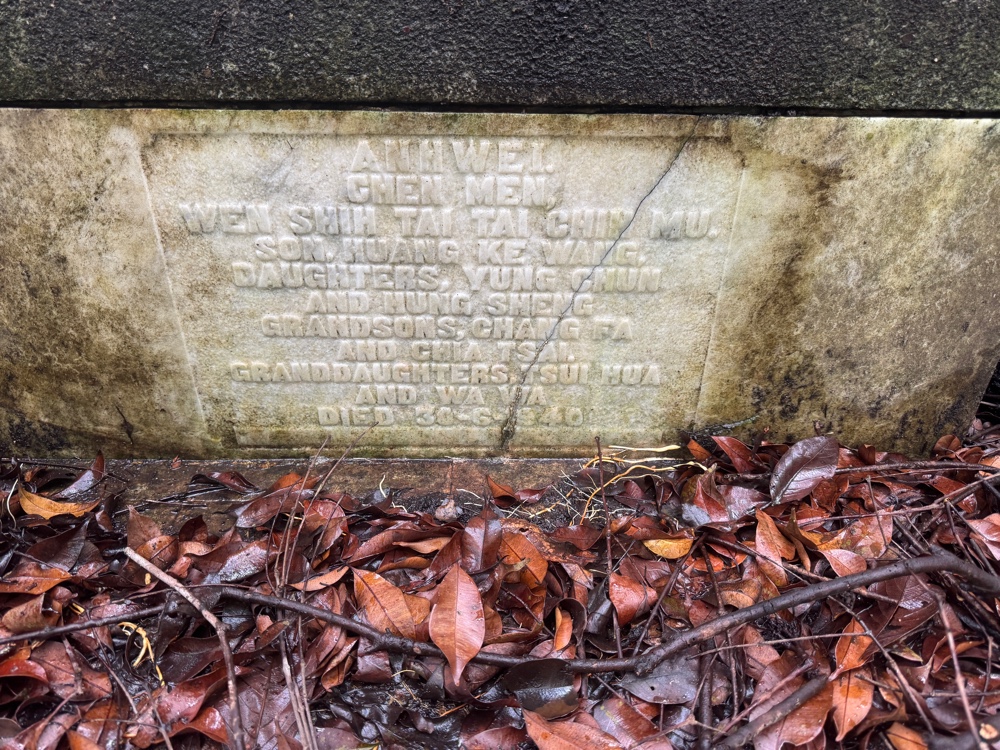 ANHWEI.
CHEN MEN,
WEN SHIH TAI TAI CHIH MU.
SON, HUANG KE WANG,
DAUGHTERS, YUNG CHUN
AND HUNG SHENG
GRANDSONS, CHANG FA
AND CHIA TSAI.
GRANDDAUGHTERS, TSUI HUA
AND WA WA
DIED 30-6-1940